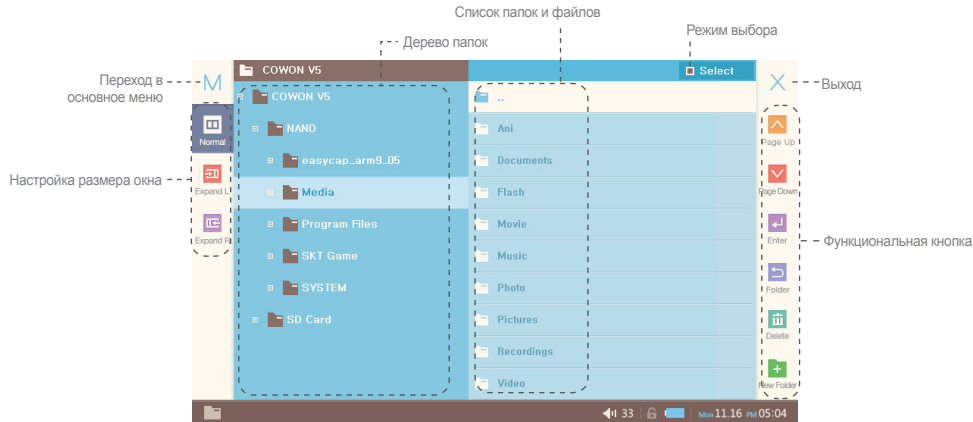 Список папок и файлов
Режим выбора
Дерево папок
Переход в
основное меню
Выход
Настройка размера окна
Функциональная кнопка
M
COWON V5
Select
X
COWON V5
NAND
easycap_arm9_05
Media
Program Files
SKT Game
SYSTEM
SD Card
..
Ani
Documents
Flash
Movie
Music
Photo
Pictures
Recordings
Video
Normal
Expand L
Expand R
Page Up
Page Down
Enter
Folder
Delete
New Folder
33 Mon 11.16 PM 05:04